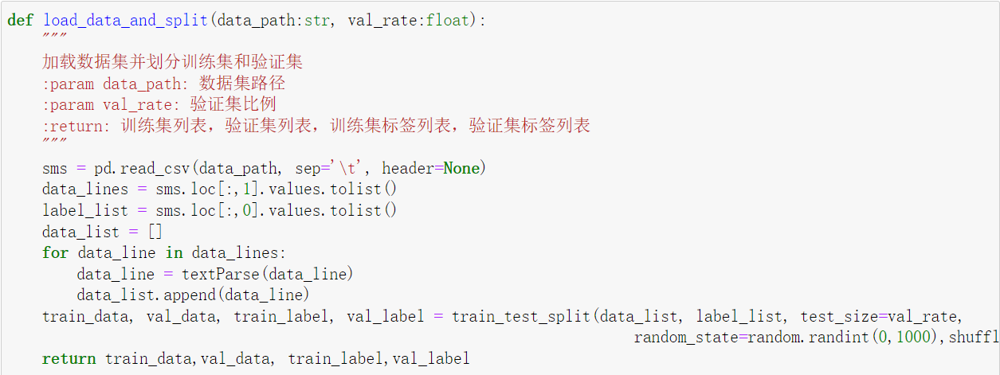 def load_data_and_split(data_path:str, val_rate:float):
    """
    加载数据集并划分训练集和验证集
    :param data_path: 数据集路径
    :param val_rate: 验证集比例
    :return: 训练集列表，验证集列表，训练集标签列表，验证集标签列表
    """
    sms = pd.read_csv(data_path, sep='\t', header=None)
    data_lines = sms.loc[:,1].values.tolist()
    label_list = sms.loc[:,0].values.tolist()
    data_list = []
    for data_line in data_lines:
        data_line = textParse(data_line)
        data_list.append(data_line)
    train_data, val_data, train_label, val_label = train_test_split(data_list, label_list, test_size=val_rate,
                                                                    random_state=random.randint(0,1000),shuffl
    return train_data,val_data, train_label,val_label